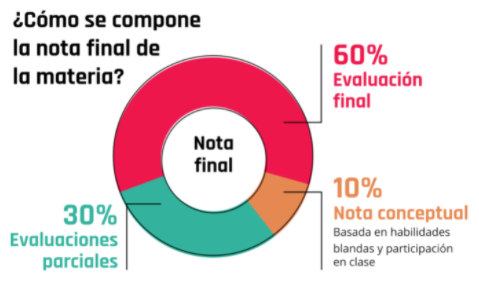 ¿Cómo se compone
la nota final de
la materia?
60%
Evaluación
final
Nota
final
10%
Nota conceptual
Basada en habilidades
blandas y participación
en clase
30%
Evaluaciones
parciales